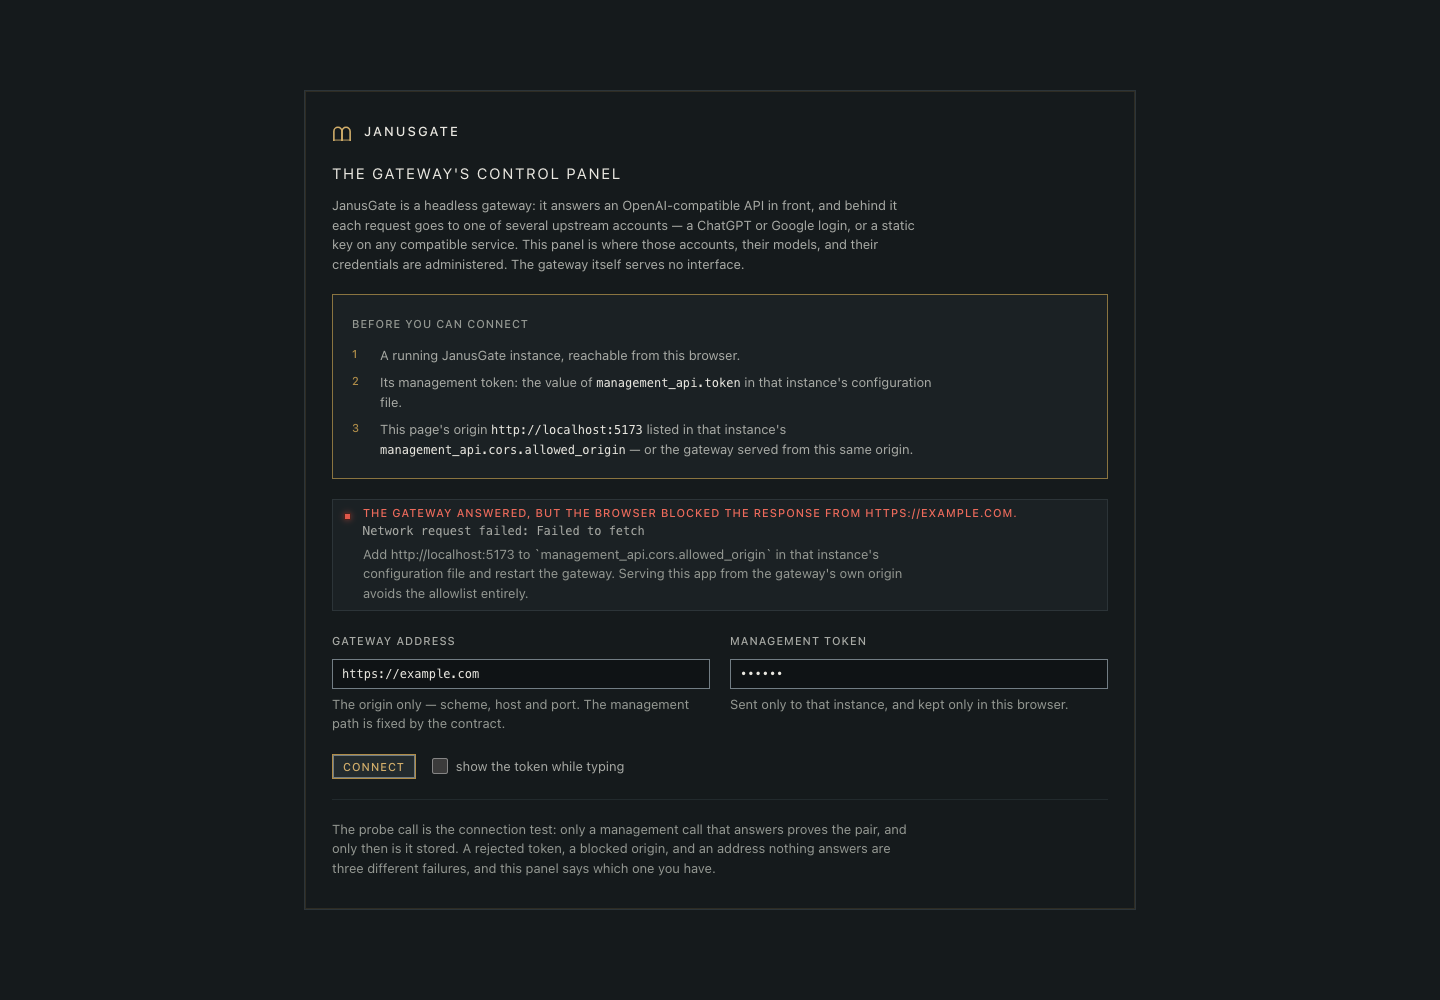 JANUSGATE
THE GATEWAY'S CONTROL PANEL
JanusGate is a headless gateway: it answers an OpenAI-compatible API in front, and behind it
each request goes to one of several upstream accounts — a ChatGPT or Google login, or a static
key on any compatible service. This panel is where those accounts, their models, and their
credentials are administered. The gateway itself serves no interface.
BEFORE YOU CAN CONNECT
1 A running JanusGate instance, reachable from this browser.
2 Its management token: the value of management_api.token in that instance's configuration
file.
3 This page's origin http://localhost:5173 listed in that instance's
management_api.cors.allowed_origin — or the gateway served from this same origin.
THE GATEWAY ANSWERED, BUT THE BROWSER BLOCKED THE RESPONSE FROM HTTPS://EXAMPLE.COM.
Network request failed: Failed to fetch
Add http://localhost:5173 to `management_api.cors.allowed_origin` in that instance's
configuration file and restart the gateway. Serving this app from the gateway's own origin
avoids the allowlist entirely.
GATEWAY ADDRESS
https://example.com
The origin only — scheme, host and port. The management
path is fixed by the contract.
MANAGEMENT TOKEN
••••••
Sent only to that instance, and kept only in this browser.
CONNECT show the token while typing
The probe call is the connection test: only a management call that answers proves the pair, and
only then is it stored. A rejected token, a blocked origin, and an address nothing answers are
three different failures, and this panel says which one you have.